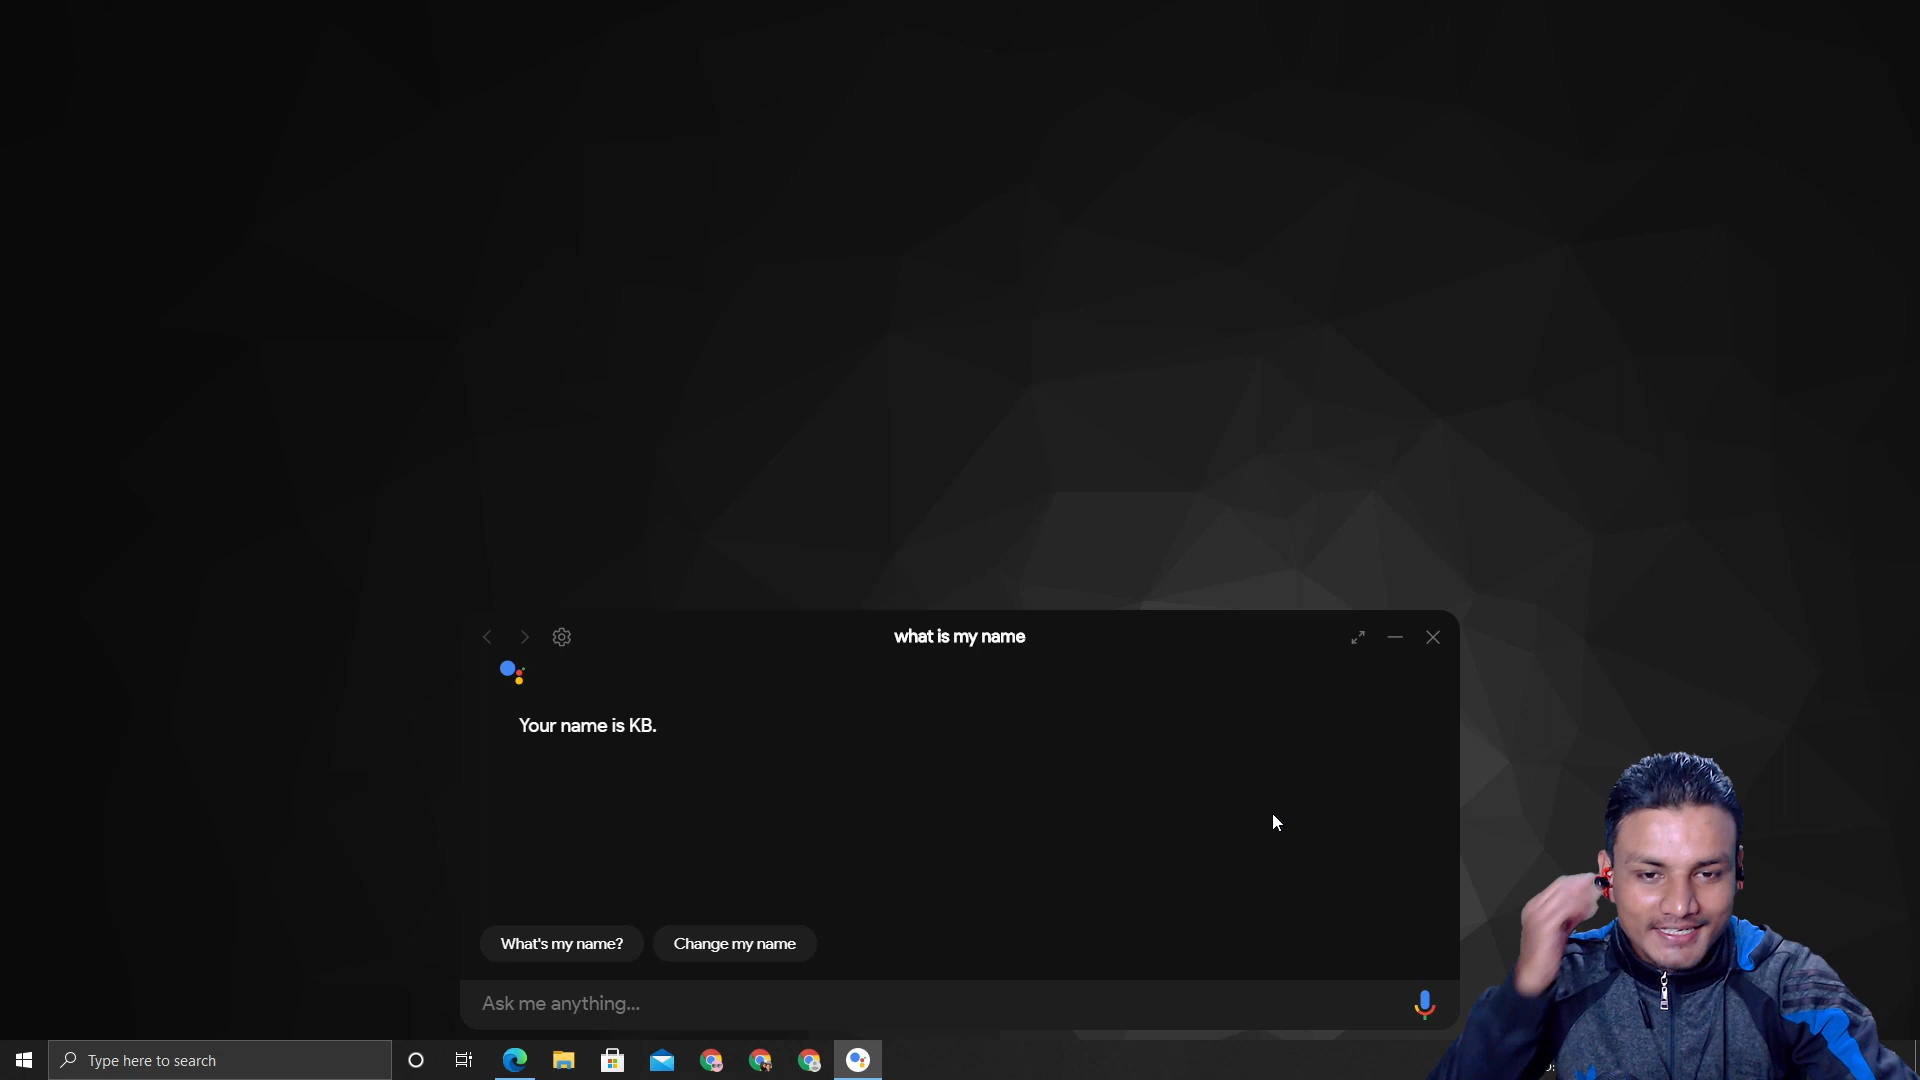 what is my name
Your name is KB.
What's my name?
Change my name
Ask me anything...
Type here to search